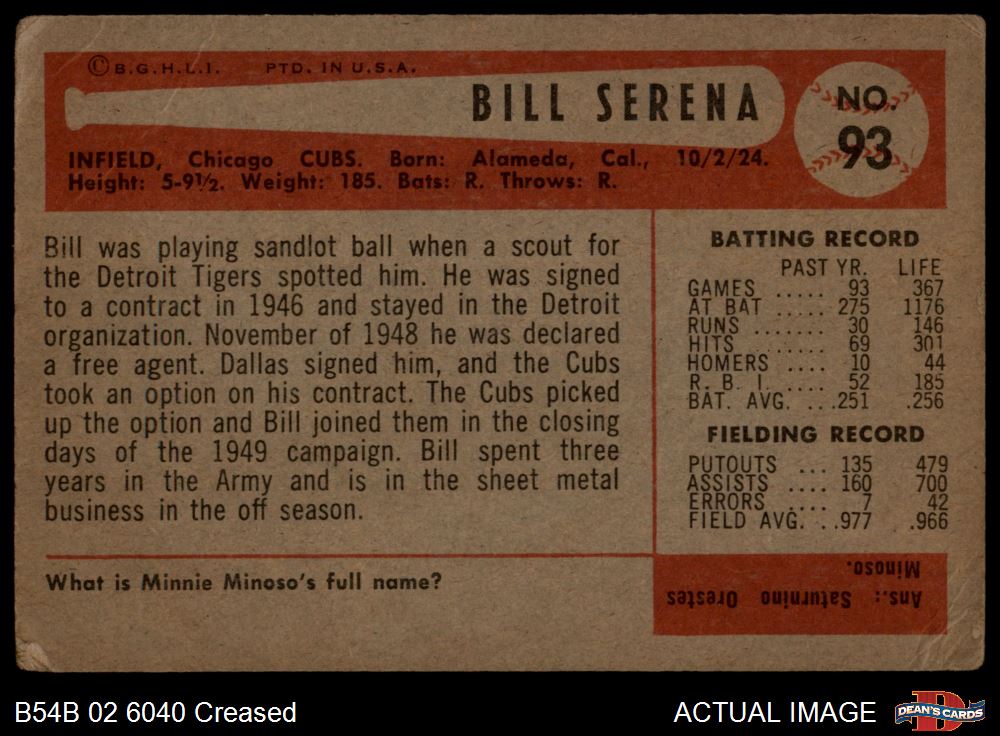 ©B.G.H.L.I. PTD. IN U.S.A.
BILL SERENA
NO.
93
INFIELD, Chicago CUBS. Born: Alameda, Cal., 10/2/24.
Height: 5-9½. Weight: 185. Bats: R. Throws: R.
Bill was playing sandlot ball when a scout for
the Detroit Tigers spotted him. He was signed
to a contract in 1946 and stayed in the Detroit
organization. November of 1948 he was declared
a free agent. Dallas signed him, and the Cubs
took an option on his contract. The Cubs picked
up the option and Bill joined them in the closing
days of the 1949 campaign. Bill spent three
years in the Army and is in the sheet metal
business in the off season.
BATTING RECORD
PAST YR. LIFE
GAMES ..... 93 367
AT BAT ..... 275 1176
RUNS ....... 30 146
HITS ....... 69 301
HOMERS .... 10 44
R. B. I. .... 52 185
BAT. AVG. ...251 .256
FIELDING RECORD
PUTOUTS ... 135 479
ASSISTS .... 160 700
ERRORS .... 7 42
FIELD AVG. ..977 .966
What is Minnie Minoso's full name?
Ans.: Saturnino Orestes
Minoso.
B54B 02 6040 Creased
ACTUAL IMAGE
D
DEAN'S CARDS